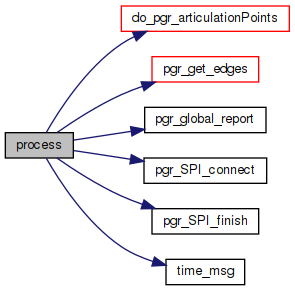 do_pgr_articulationPoints
pgr_get_edges
pgr_global_report
process
pgr_SPI_connect
pgr_SPI_finish
time_msg